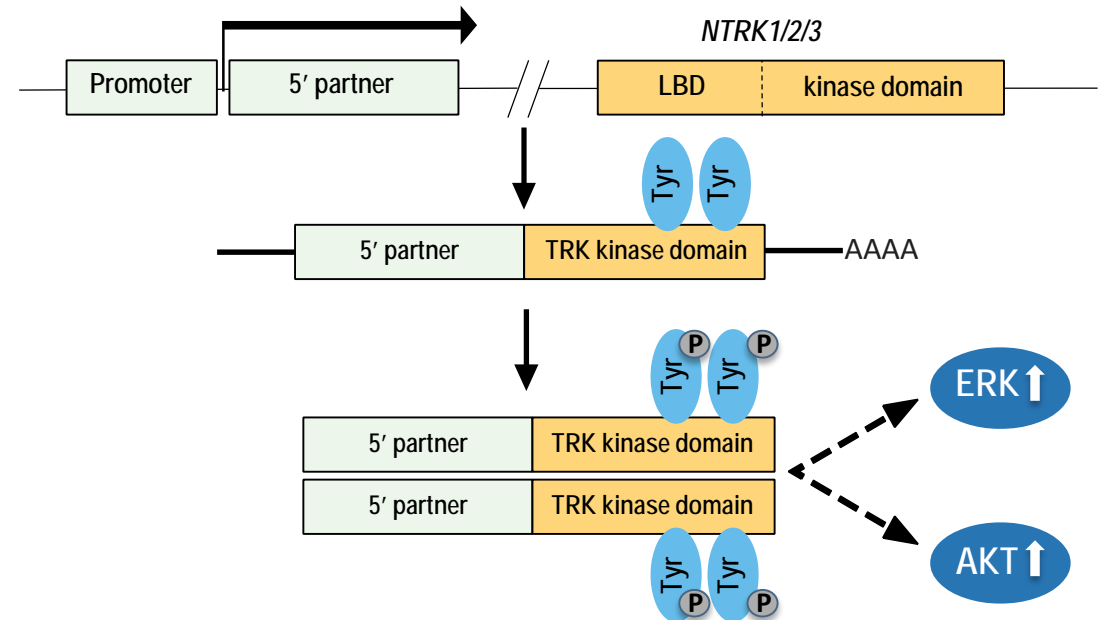 NTRK1/2/3
Promoter 5′ partner LBD kinase domain
Tyr Tyr
5′ partner TRK kinase domain AAAA
P P
Tyr Tyr
ERK
5′ partner TRK kinase domain
5′ partner TRK kinase domain
AKT
Tyr Tyr
P P